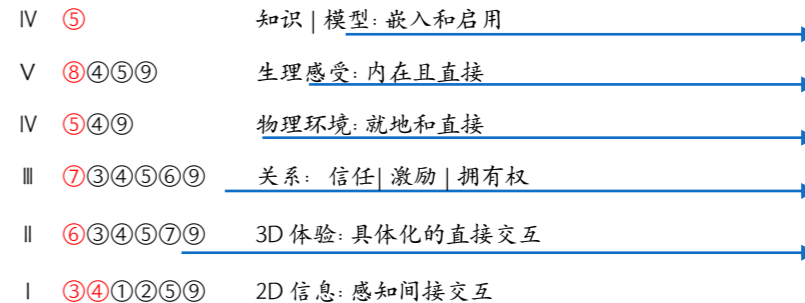 Ⅳ ⑤ 知识 | 模型: 嵌入和启用
Ⅴ ⑧④⑤⑨ 生理感受: 内在且直接
Ⅳ ⑤④⑨ 物理环境: 就地和直接
Ⅲ ⑦③④⑤⑥⑨ 关系: 信任| 激励 | 拥有权
Ⅱ ⑥③④⑤⑦⑨ 3D 体验: 具体化的直接交互
Ⅰ ③④①②⑤⑨ 2D 信息: 感知间接交互